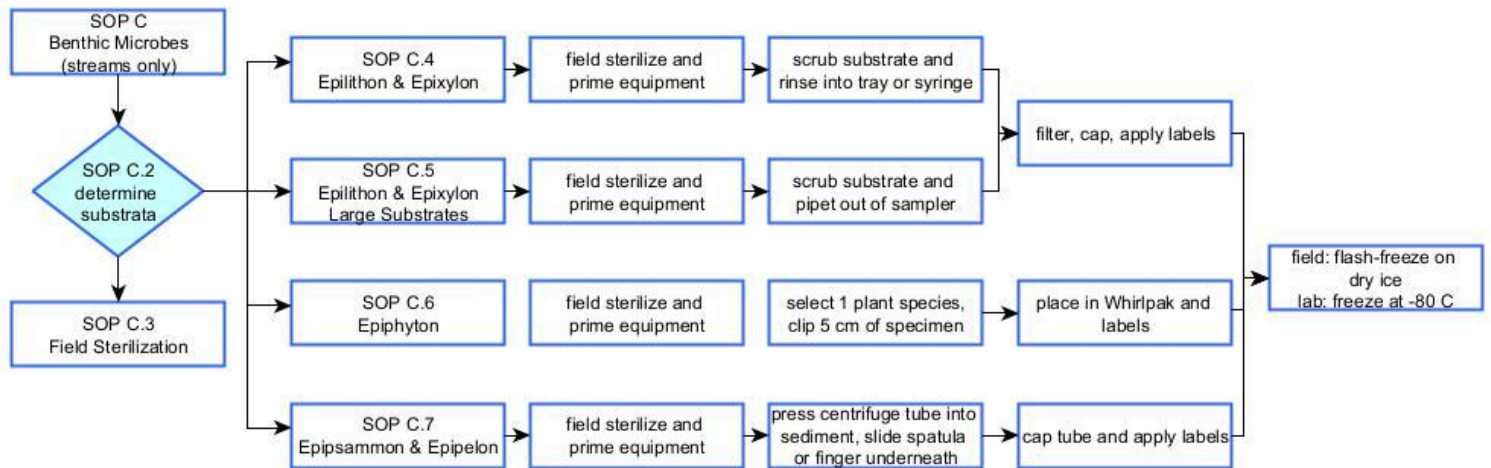 SOP C
Benthic Microbes
(streams only)
SOP C.2
determine
substrata
SOP C.3
Field Sterilization
SOP C.4
Epilithon & Epixylon
field sterilize and
prime equipment
scrub substrate and
rinse into tray or syringe
SOP C.5
Epilithon & Epixylon
Large Substrates
field sterilize and
prime equipment
scrub substrate and
pipet out of sampler
filter, cap, apply labels
SOP C.6
Epiphyton
field sterilize and
prime equipment
select 1 plant species,
clip 5 cm of specimen
place in Whirlpak and
labels
SOP C.7
Epipsammon & Epipelon
field sterilize and
prime equipment
press centrifuge tube into
sediment, slide spatula
or finger underneath
cap tube and apply labels
field: flash-freeze on
dry ice
lab: freeze at -80 C